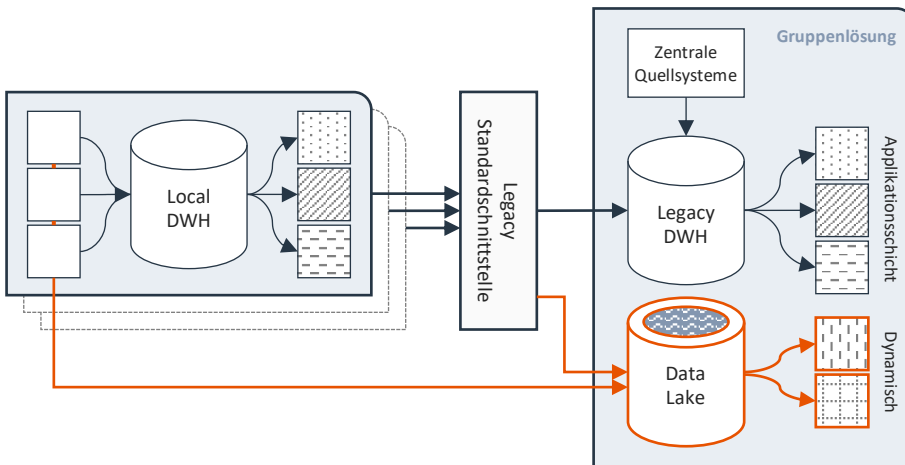 Gruppenlösung
Zentrale
Quellsysteme
Local
DWH
Legacy
Standardschnittstelle
Legacy
DWH
Applikationsschicht
Data
Lake
Dynamisch